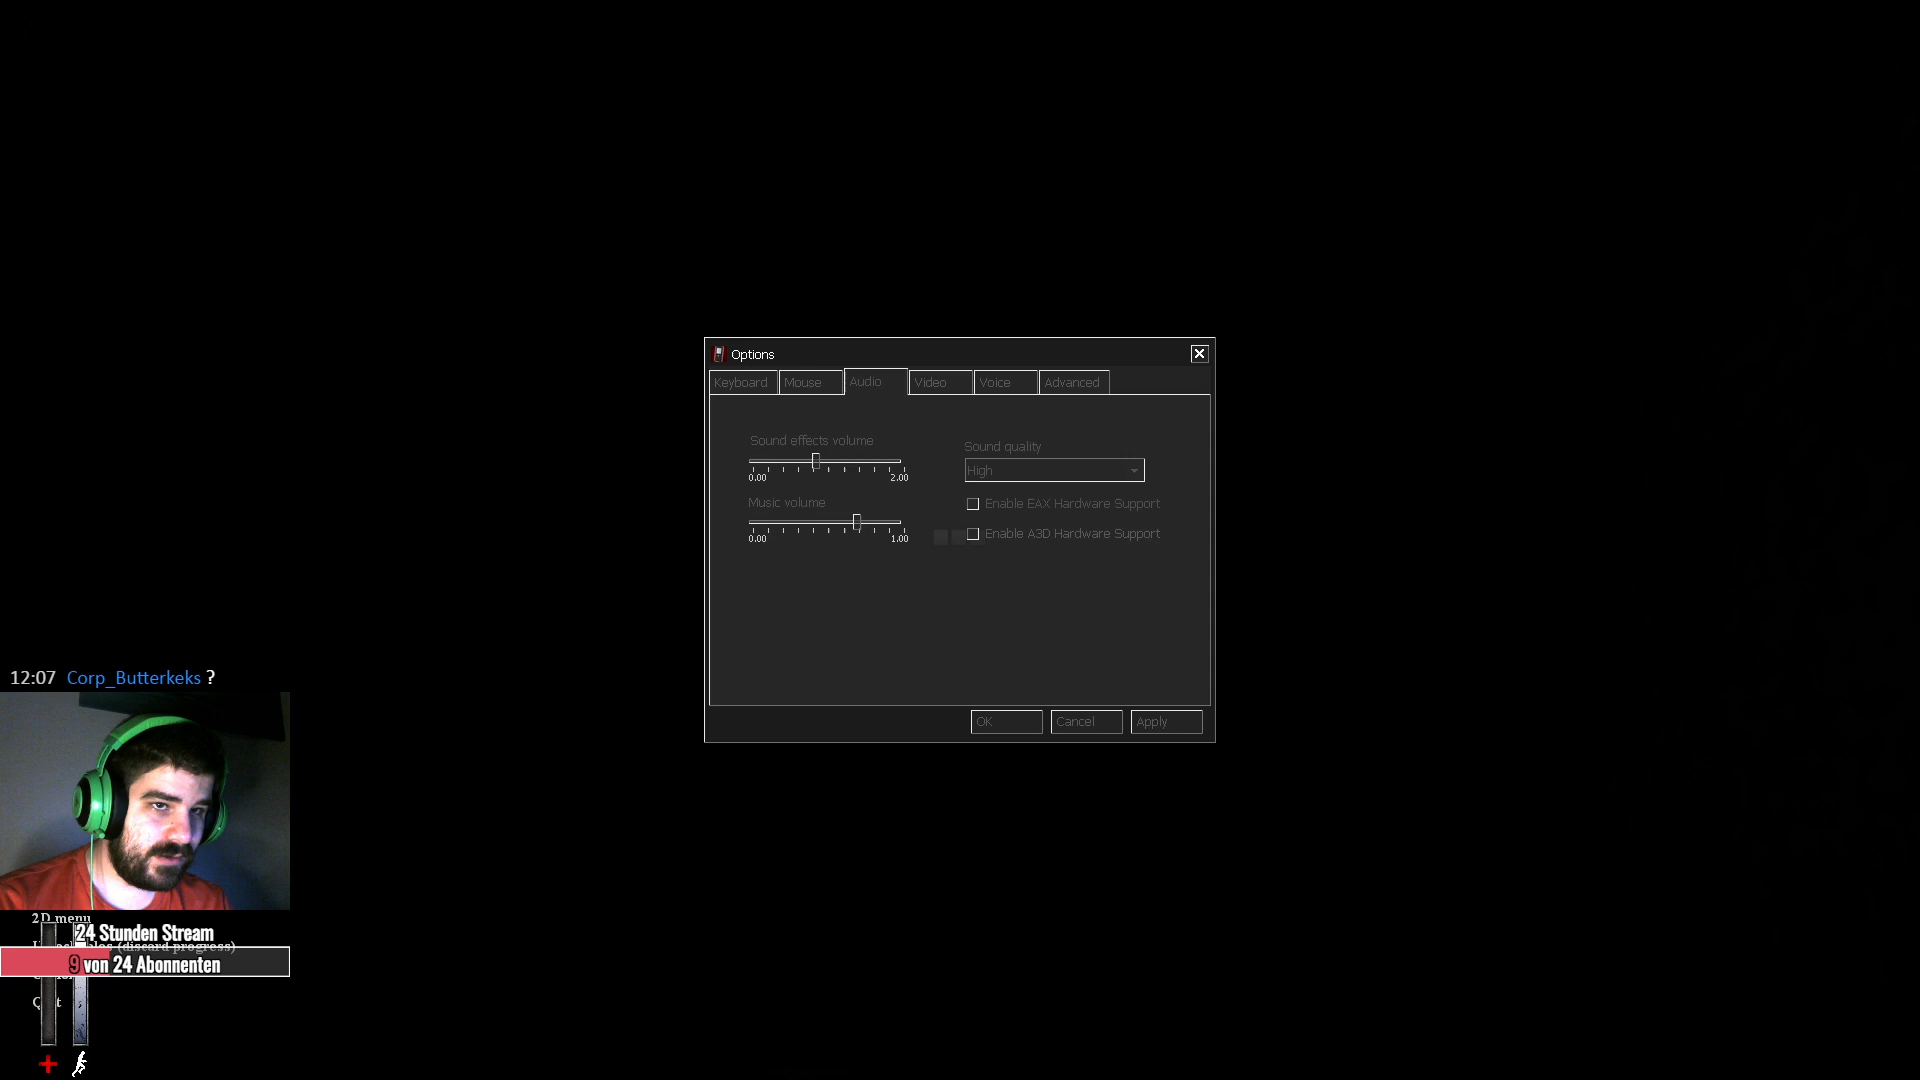 Options
Keyboard Mouse Audio Video Voice Advanced
Sound effects volume
0.00 2.00
Music volume
0.00 1.00
Sound quality
High
Enable EAX Hardware Support
Enable A3D Hardware Support
OK Cancel Apply
12:07 Corp_Butterkeks ?
2D menu
24 Stunden Stream
(discord progress)
9 von 24 Abonnenten